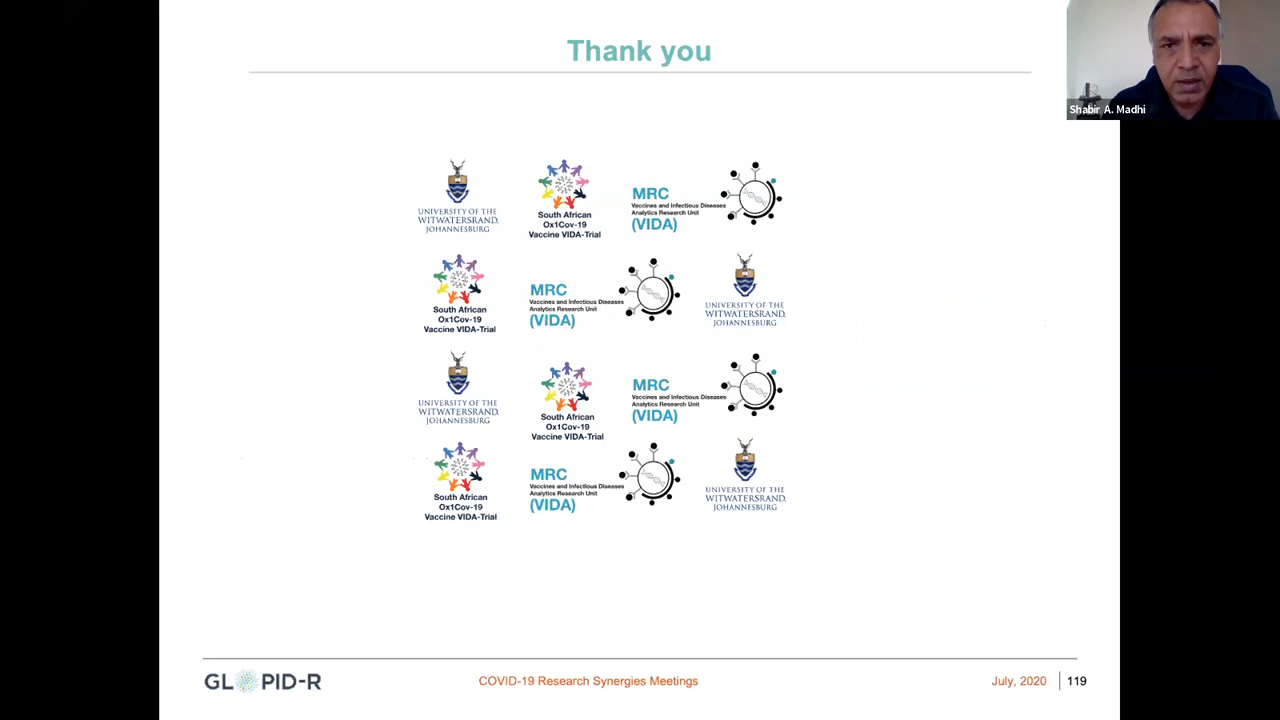 Thank you
Shabir A. Madhi
UNIVERSITY OF THE
WITWATERSRAND,
JOHANNESBURG
South African
Ox1Cov-19
Vaccine VIDA-Trial
MRC
Vaccines and Infectious Diseases
Analytics Research Unit
(VIDA)
South African
Ox1Cov-19
Vaccine VIDA-Trial
MRC
Vaccines and Infectious Diseases
Analytics Research Unit
(VIDA)
UNIVERSITY OF THE
WITWATERSRAND,
JOHANNESBURG
UNIVERSITY OF THE
WITWATERSRAND,
JOHANNESBURG
South African
Ox1Cov-19
Vaccine VIDA-Trial
MRC
Vaccines and Infectious Diseases
Analytics Research Unit
(VIDA)
South African
Ox1Cov-19
Vaccine VIDA-Trial
MRC
Vaccines and Infectious Diseases
Analytics Research Unit
(VIDA)
UNIVERSITY OF THE
WITWATERSRAND,
JOHANNESBURG
GLOPID-R
COVID-19 Research Synergies Meetings
July, 2020
119